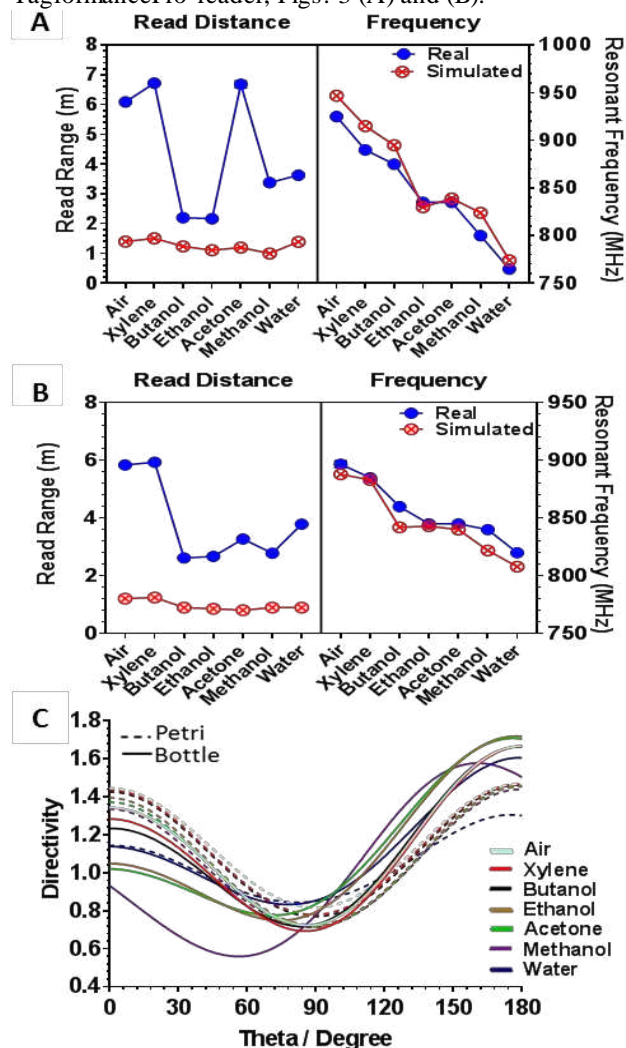 TagformancePro reader, Figs. 3 (A) and (B).
A
Read Distance
Frequency
Read Range (m)
8
7
6
5
4
3
2
1
0
Real
Simulated
1000
950
900
850
800
750
Resonant Frequency (MHz)
Air
Xylene
Butanol
Ethanol
Acetone
Methanol
Water
Air
Xylene
Butanol
Ethanol
Acetone
Methanol
Water
B
Read Distance
Frequency
Read Range (m)
8
6
4
2
0
Real
Simulated
950
900
850
800
750
Resonant Frequency (MHz)
Air
Xylene
Butanol
Ethanol
Acetone
Methanol
Water
Air
Xylene
Butanol
Ethanol
Acetone
Methanol
Water
C
Directivity
1.8
1.6
1.4
1.2
1.0
0.8
0.6
0.4
Petri
Bottle
Air
Xylene
Butanol
Ethanol
Acetone
Methanol
Water
0
30
60
90
120
150
180
Theta / Degree